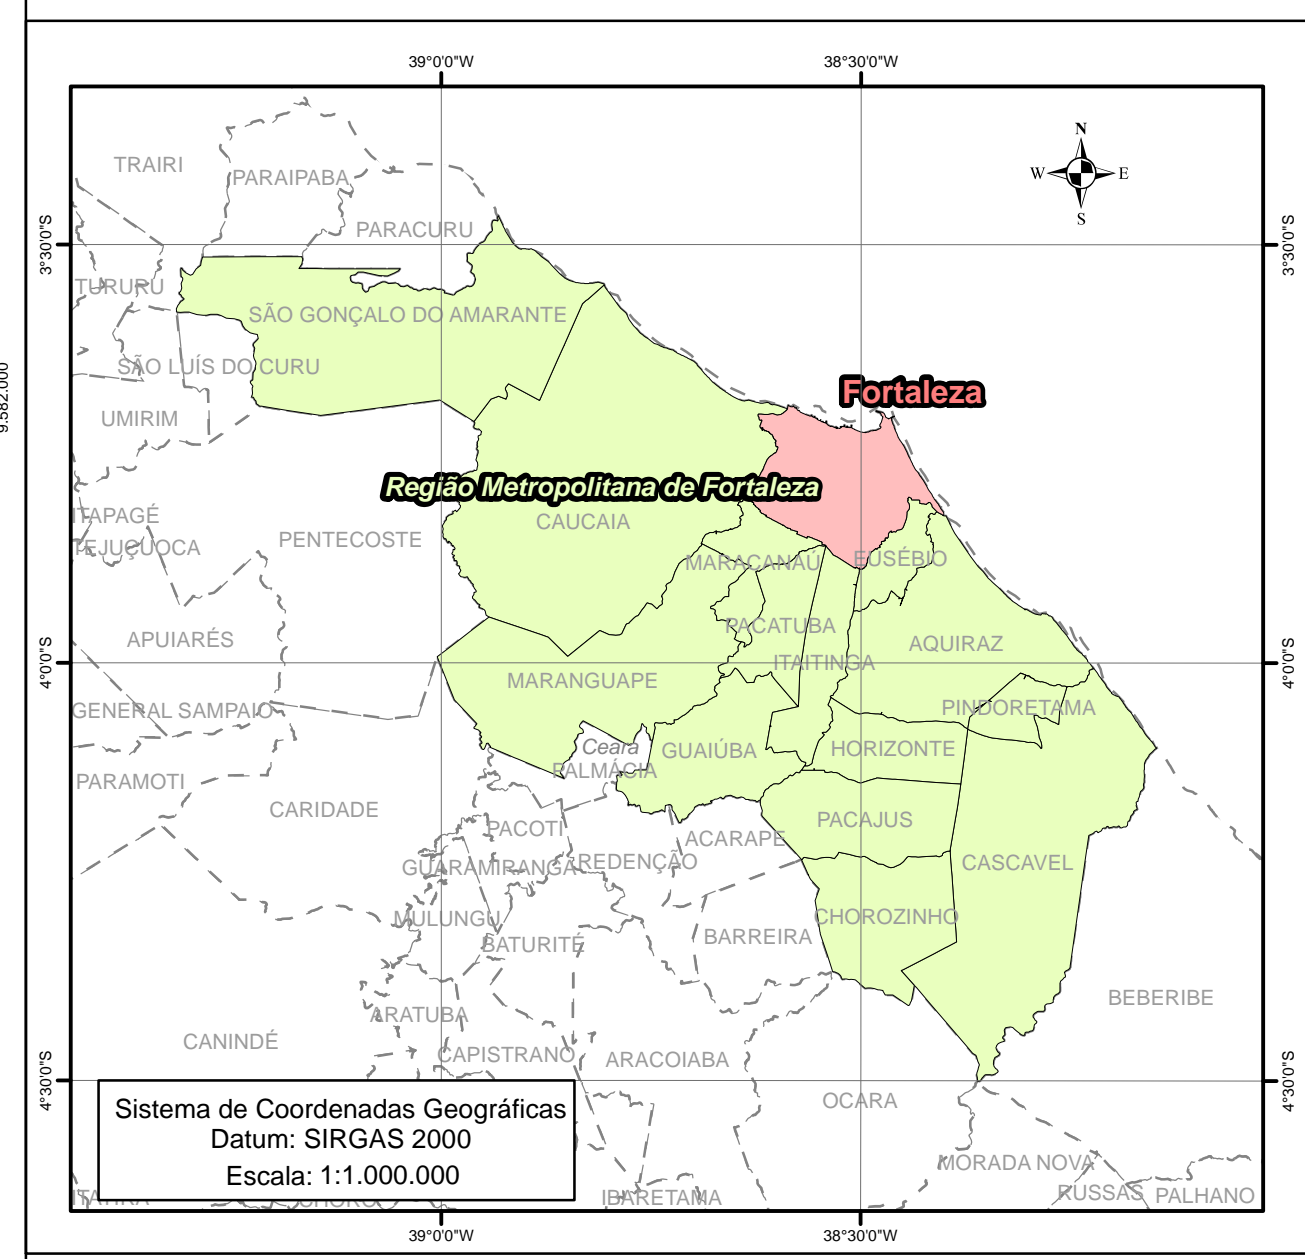 39°0'0"W
38°30'0"W
N
W
E
S
TRAIRI
PARAIPABA
PARACURU
3°30'0"S
3°30'0"S
TURURU
SÃO GONÇALO DO AMARANTE
SÃO LUÍS DO CURU
9.582.000
Fortaleza
UMIRIM
Região Metropolitana de Fortaleza
ITAPAGÉ
CAUCAIA
TEJUÇUOCA
PENTECOSTE
MARACANAÚ
EUSÉBIO
PACATUBA
APUIARÉS
AQUIRAZ
4°0'0"S
ITAITINGA
4°0'0"S
MARANGUAPE
GENERAL SAMPAIO
PINDORETAMA
Ceara
GUAIÚBA
HORIZONTE
PALMÁCIA
PARAMOTI
CARIDADE
PACAJUS
PACOTI
ACARAPE
GUARAMIRANGA
REDENÇÃO
CASCAVEL
MULUNGU
CHOROZINHO
BATURITÉ
BARREIRA
BEBERIBE
ARATUBA
CANINDÉ
CAPISTRANO
ARACOIABA
4°30'0"S
4°30'0"S
OCARA
Sistema de Coordenadas Geográficas
Datum: SIRGAS 2000
Escala: 1:1.000.000
MORADA NOVA
RUSSAS
PALHANO
IBARETAMA
39°0'0"W
38°30'0"W